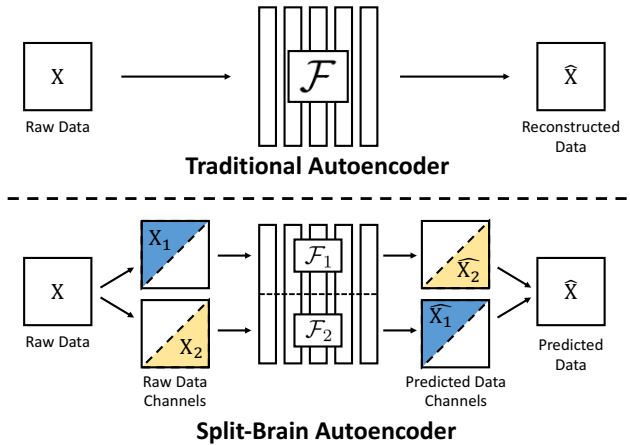 X
F
X̂
Raw Data
Reconstructed
Data
Traditional Autoencoder
X
X₁
X₂
F₁
F₂
X̂₂
X̂₁
X̂
Raw Data
Raw Data
Channels
Predicted Data
Channels
Predicted
Data
Split-Brain Autoencoder